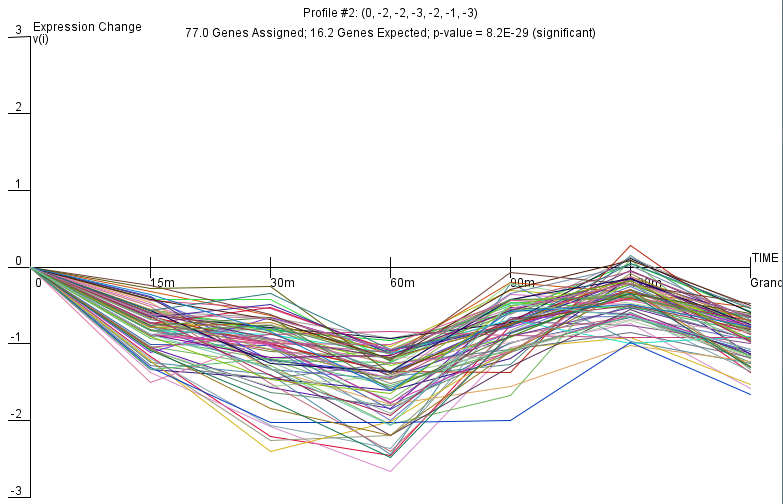 Profile #2: (0, -2, -2, -3, -2, -1, -3)
77.0 Genes Assigned; 16.2 Genes Expected; p-value = 8.2E-29 (significant)
Expression Change
v(i)
3
2
1
0
-1
-2
-3
0
15m
30m
60m
90m
TIME
Grand